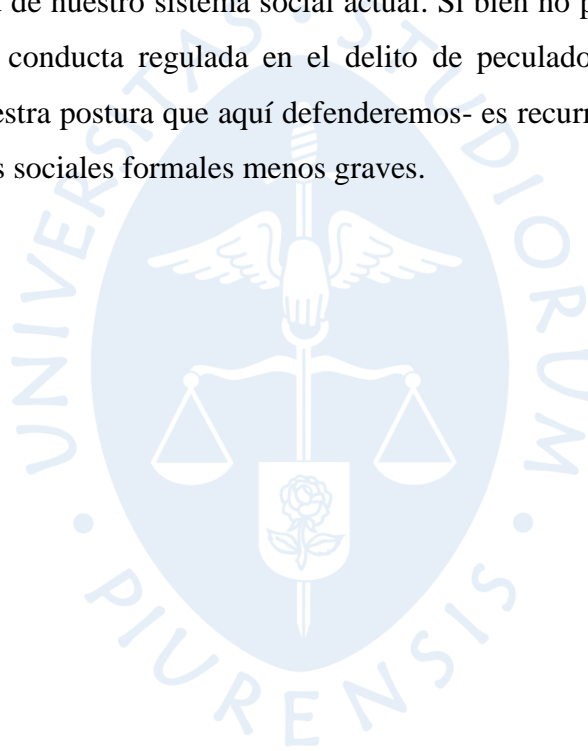 de nuestro sistema social actual. Si bien no p
conducta regulada en el delito de peculado
estra postura que aquí defenderemos- es recurr
s sociales formales menos graves.
UNIVERSITAS • STUDIORUM • PIURENSIS •